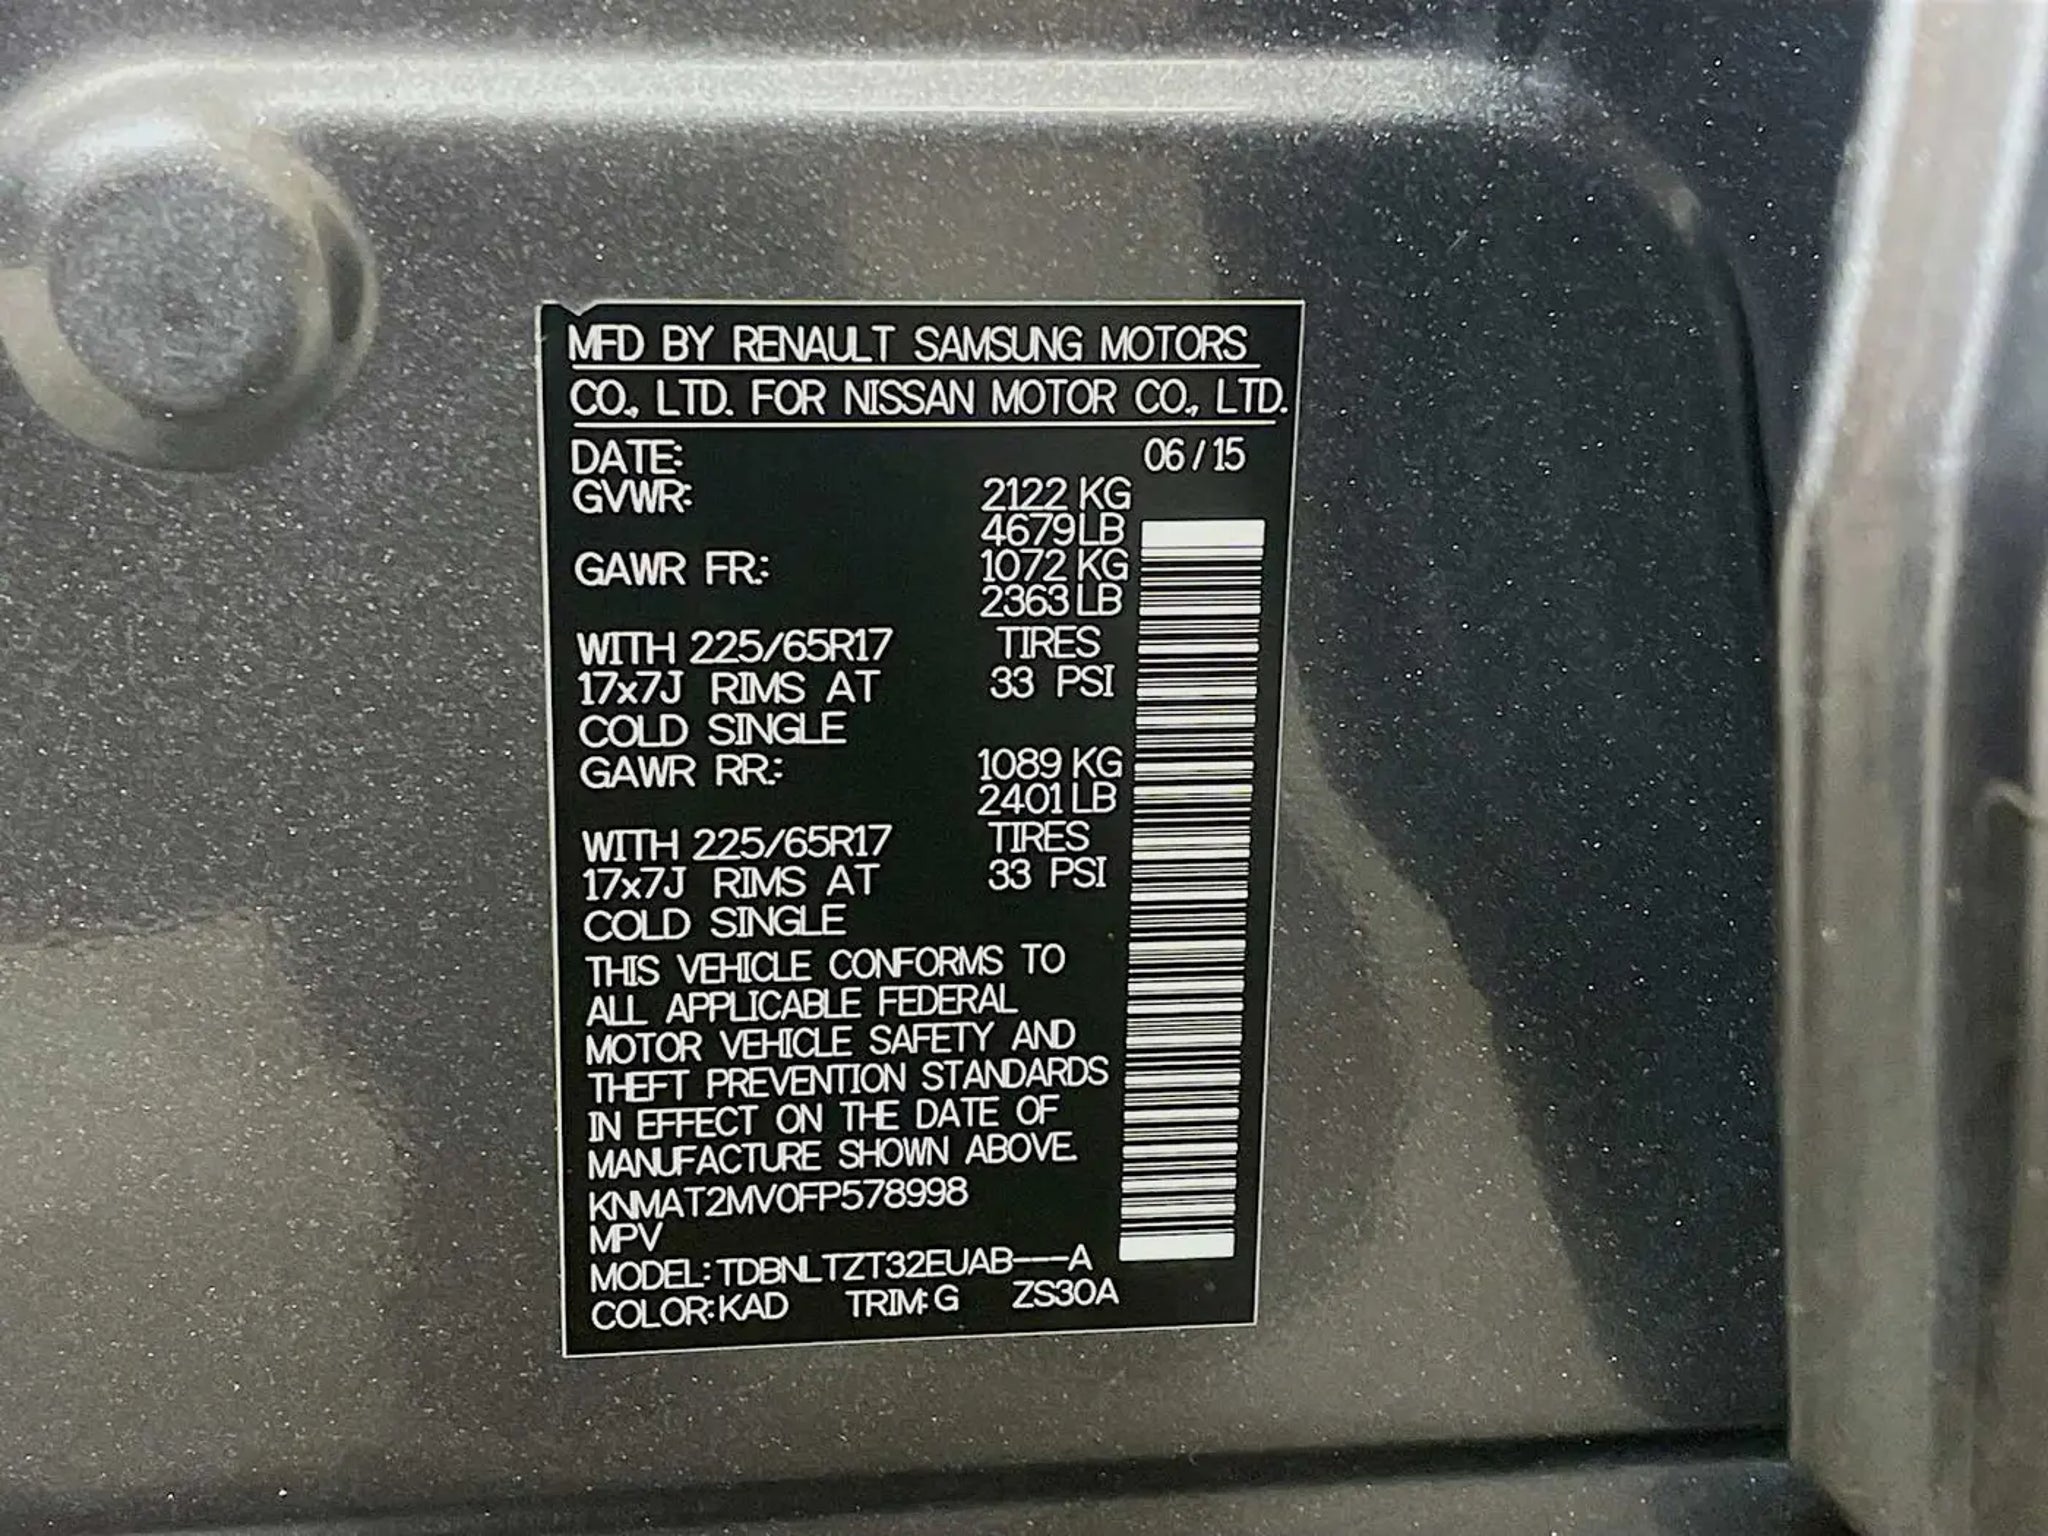 MFD BY RENAULT SAMSUNG MOTORS
CO., LTD. FOR NISSAN MOTOR CO., LTD.
DATE: 06/15
GVWR: 2122 KG
4679 LB
GAWR FR.: 1072 KG
2363 LB
WITH 225/65R17 TIRES
17x7J RIMS AT 33 PSI
COLD SINGLE
GAWR RR.: 1089 KG
2401 LB
WITH 225/65R17 TIRES
17x7J RIMS AT 33 PSI
COLD SINGLE
THIS VEHICLE CONFORMS TO
ALL APPLICABLE FEDERAL
MOTOR VEHICLE SAFETY AND
THEFT PREVENTION STANDARDS
IN EFFECT ON THE DATE OF
MANUFACTURE SHOWN ABOVE.
KNMAT2MV0FP578998
MPV
MODEL: TDBNLTZT32EUAB---A
COLOR: KAD TRIM: G ZS30A